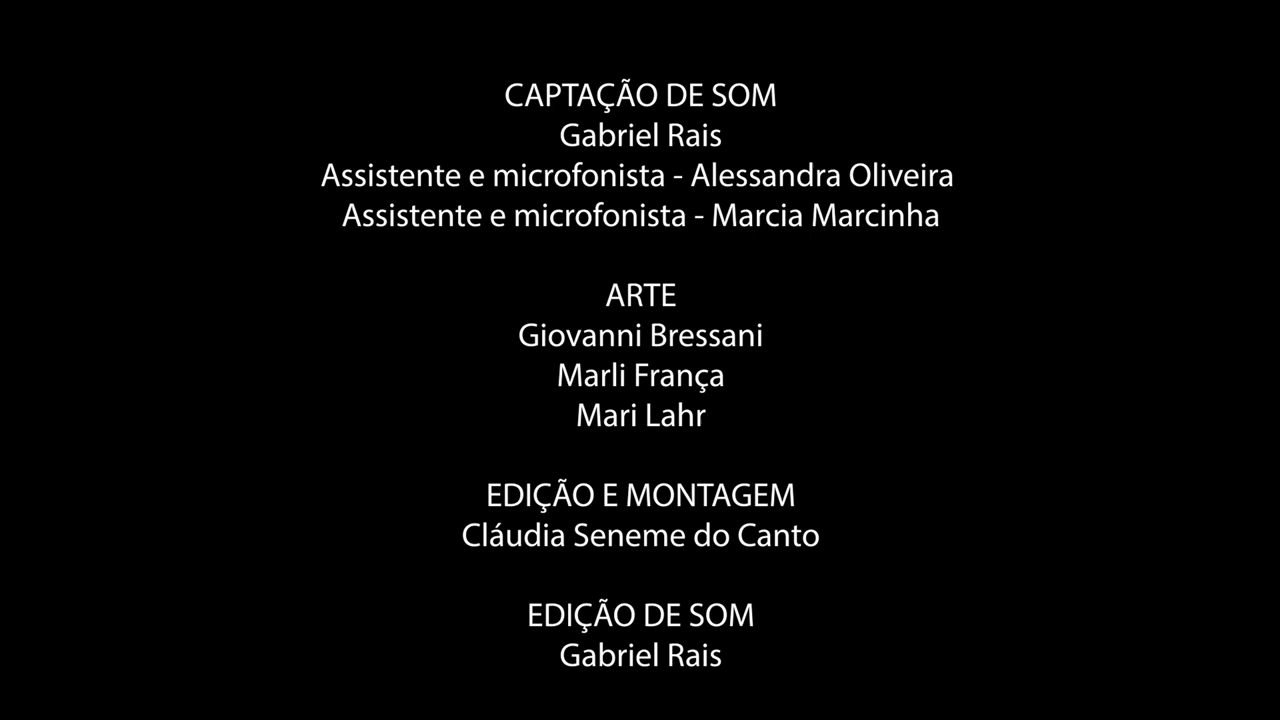 CAPTAÇÃO DE SOM
Gabriel Rais
Assistente e microfonista - Alessandra Oliveira
Assistente e microfonista - Marcia Marcinha
ARTE
Giovanni Bressani
Marli França
Mari Lahr
EDIÇÃO E MONTAGEM
Cláudia Seneme do Canto
EDIÇÃO DE SOM
Gabriel Rais